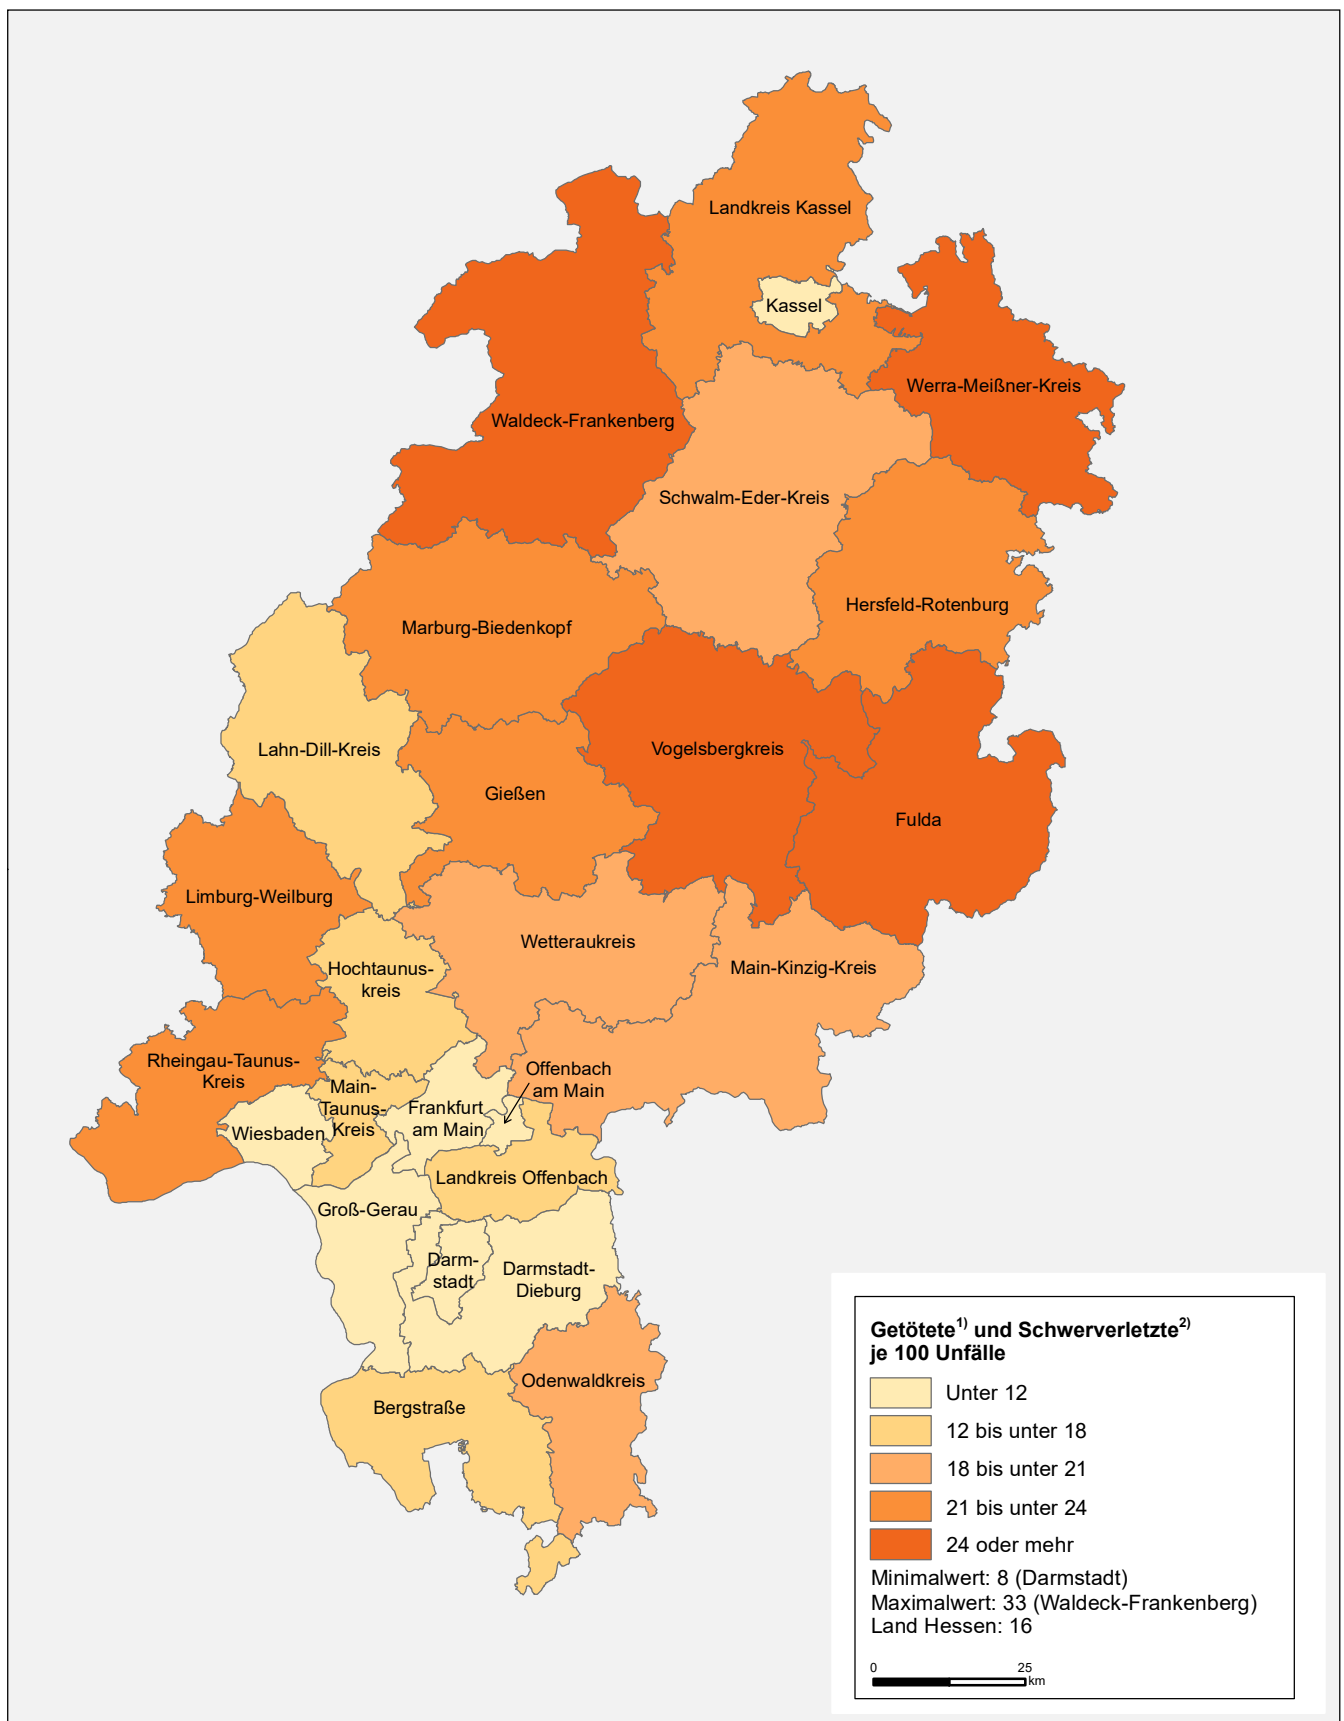 Landkreis Kassel
Kassel
Werra-Meißner-Kreis
Waldeck-Frankenberg
Schwalm-Eder-Kreis
Hersfeld-Rotenburg
Marburg-Biedenkopf
Lahn-Dill-Kreis
Vogelsbergkreis
Gießen
Fulda
Limburg-Weilburg
Wetteraukreis
Main-Kinzig-Kreis
Hochtaunus-
kreis
Rheingau-Taunus-
Kreis
Offenbach
am Main
Main-
Taunus-
Kreis
Frankfurt
am Main
Wiesbaden
Landkreis Offenbach
Groß-Gerau
Darm-
stadt
Darmstadt-
Dieburg
Odenwaldkreis
Bergstraße
Getötete1) und Schwerverletzte2)
je 100 Unfälle
Unter 12
12 bis unter 18
18 bis unter 21
21 bis unter 24
24 oder mehr
Minimalwert: 8 (Darmstadt)
Maximalwert: 33 (Waldeck-Frankenberg)
Land Hessen: 16
0 25
km